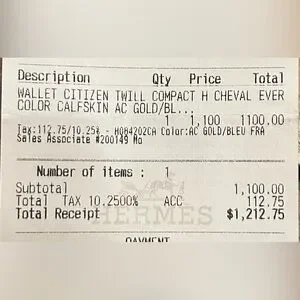 Description Qty Price Total
WALLET CITIZEN TWILL COMPACT H CHEVAL EVER
COLOR CALFSKIN AC GOLD/BL...
1 1,100 1100.00
Tax:112.75/10.25% - H084202CA Color:AC GOLD/BLEU FRA
Sales Associate #200149 Mo
Number of items : 1
Subtotal 1,100.00
Total TAX 10.2500% ACC 112.75
Total Receipt $1,212.75
HERMES
PAYMENT